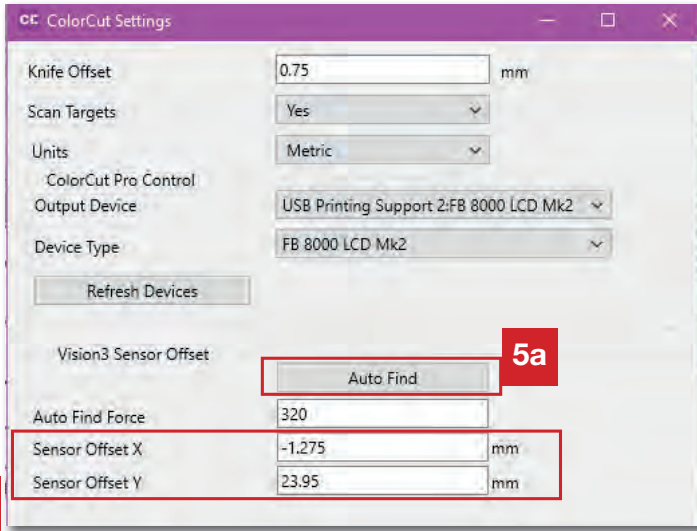 CC ColorCut Settings
Knife Offset 0.75 mm
Scan Targets Yes
Units Metric
ColorCut Pro Control
Output Device USB Printing Support 2:FB 8000 LCD Mk2
Device Type FB 8000 LCD Mk2
Refresh Devices
Vision3 Sensor Offset
5a
Auto Find
Auto Find Force 320
Sensor Offset X -1.275 mm
Sensor Offset Y 23.95 mm